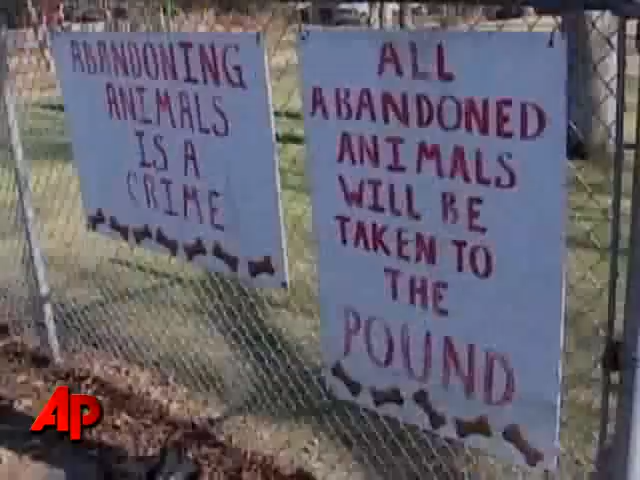 ABANDONING
ANIMALS
IS A
CRIME
ALL
ABANDONED
ANIMALS
WILL BE
TAKEN TO
THE
POUND
AP